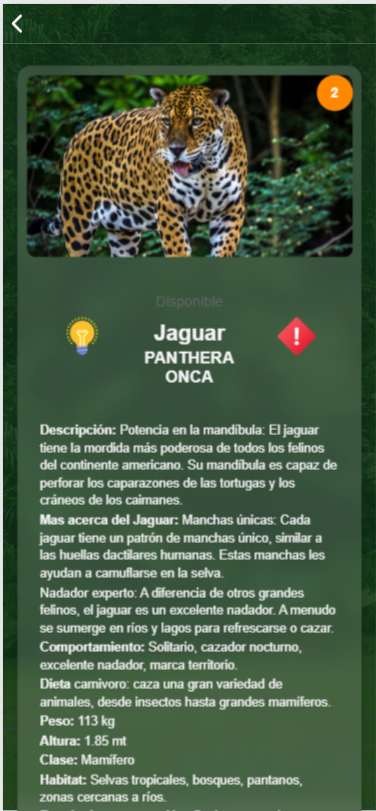 2
Disponible
!
Jaguar
PANTHERA
ONCA
Descripción: Potencia en la mandíbula: El jaguar
tiene la mordida más poderosa de todos los felinos
del continente americano. Su mandíbula es capaz de
perforar los caparazones de las tortugas y los
cráneos de los caimanes.
Mas acerca del Jaguar: Manchas únicas: Cada
jaguar tiene un patrón de manchas único, similar a
las huellas dactilares humanas. Estas manchas les
ayudan a camuflarse en la selva.
Nadador experto: A diferencia de otros grandes
felinos, el jaguar es un excelente nadador. A menudo
se sumerge en ríos y lagos para refrescarse o cazar.
Comportamiento: Solitario, cazador nocturno,
excelente nadador, marca territorio.
Dieta carnivoro: caza una gran variedad de
animales, desde insectos hasta grandes mamíferos.
Peso: 113 kg
Altura: 1.85 mt
Clase: Mamífero
Habitat: Selvas tropicales, bosques, pantanos,
zonas cercanas a ríos.